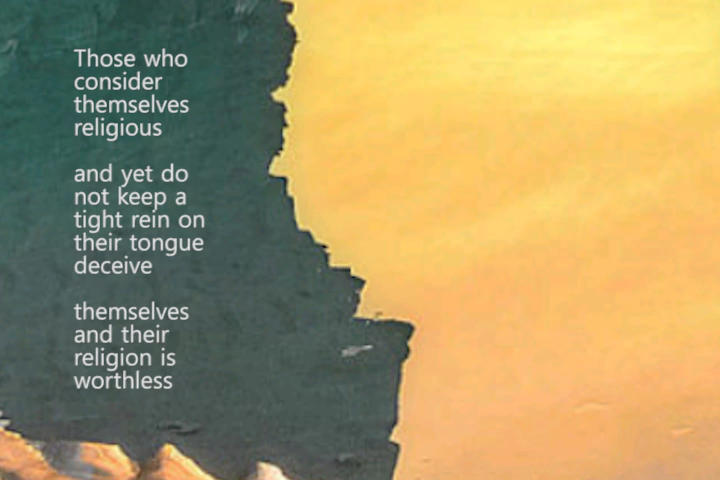 Those who
consider
themselves
religious
and yet do
not keep a
tight rein on
their tongue
deceive
themselves
and their
religion is
worthless